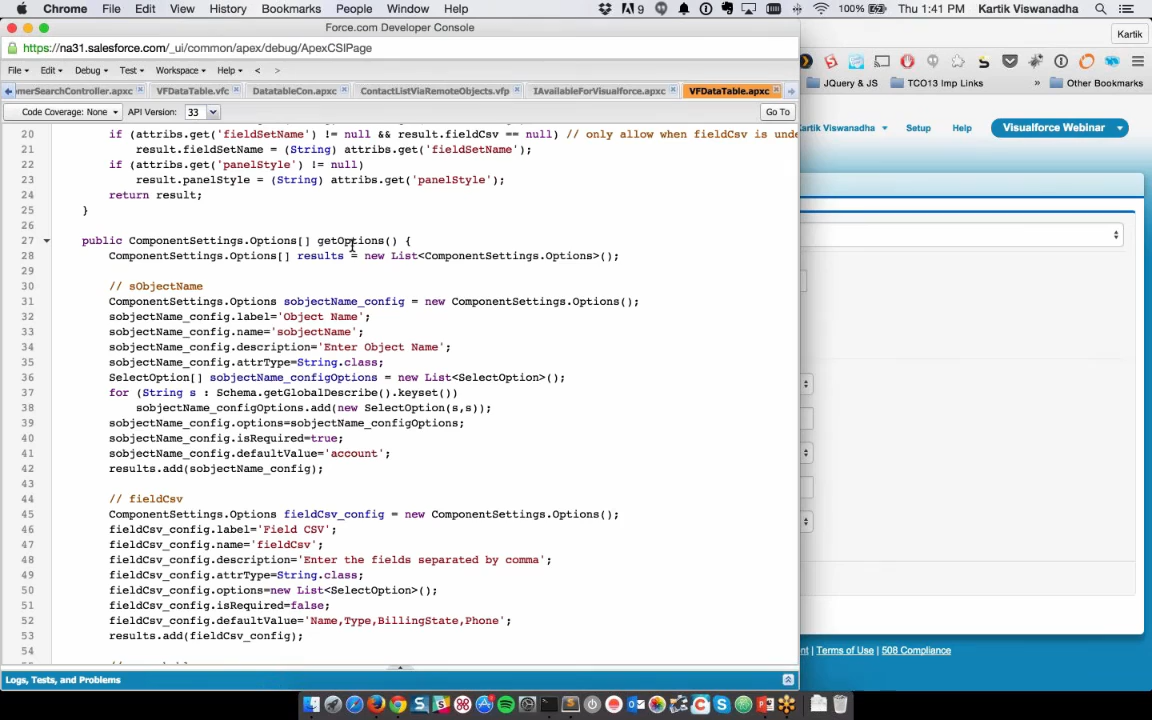 Chrome File Edit View History Bookmarks People Window Help
9 100% Thu 1:41 PM Kartik Viswanadha
Force.com Developer Console
Kartik
https://na31.salesforce.com/_ui/common/apex/debug/ApexCSIPage
File Edit Debug Test Workspace Help < >
JQuery & JS TCO13 Imp Links » Other Bookmarks
merSearchController.apxc VFDataTable.vfc DatatableCon.apxc ContactListViaRemoteObjects.vfp IAvailableForVisualforce.apxc VFDataTable.apxc
Code Coverage: None API Version: 33 Go To
artik Viswanadha Setup Help Visualforce Webinar
20 if (attribs.get('fieldSetName') != null && result.fieldCsv == null) // only allow when fieldCsv is unde
21 result.fieldSetName = (String) attribs.get('fieldSetName');
22 if (attribs.get('panelStyle') != null)
23 result.panelStyle = (String) attribs.get('panelStyle');
24 return result;
25 }
26
27 public ComponentSettings.Options[] getOptions() {
28 ComponentSettings.Options[] results = new List<ComponentSettings.Options>();
29
30 // sObjectName
31 ComponentSettings.Options sobjectName_config = new ComponentSettings.Options();
32 sobjectName_config.label='Object Name';
33 sobjectName_config.name='sobjectName';
34 sobjectName_config.description='Enter Object Name';
35 sobjectName_config.attrType=String.class;
36 SelectOption[] sobjectName_configOptions = new List<SelectOption>();
37 for (String s : Schema.getGlobalDescribe().keyset())
38 sobjectName_configOptions.add(new SelectOption(s,s));
39 sobjectName_config.options=sobjectName_configOptions;
40 sobjectName_config.isRequired=true;
41 sobjectName_config.defaultValue='account';
42 results.add(sobjectName_config);
43
44 // fieldCsv
45 ComponentSettings.Options fieldCsv_config = new ComponentSettings.Options();
46 fieldCsv_config.label='Field CSV';
47 fieldCsv_config.name='fieldCsv';
48 fieldCsv_config.description='Enter the fields separated by comma';
49 fieldCsv_config.attrType=String.class;
50 fieldCsv_config.options=new List<SelectOption>();
51 fieldCsv_config.isRequired=false;
52 fieldCsv_config.defaultValue='Name,Type,BillingState,Phone';
53 results.add(fieldCsv_config);
54
nt | Terms of Use | 508 Compliance
Logs, Tests, and Problems